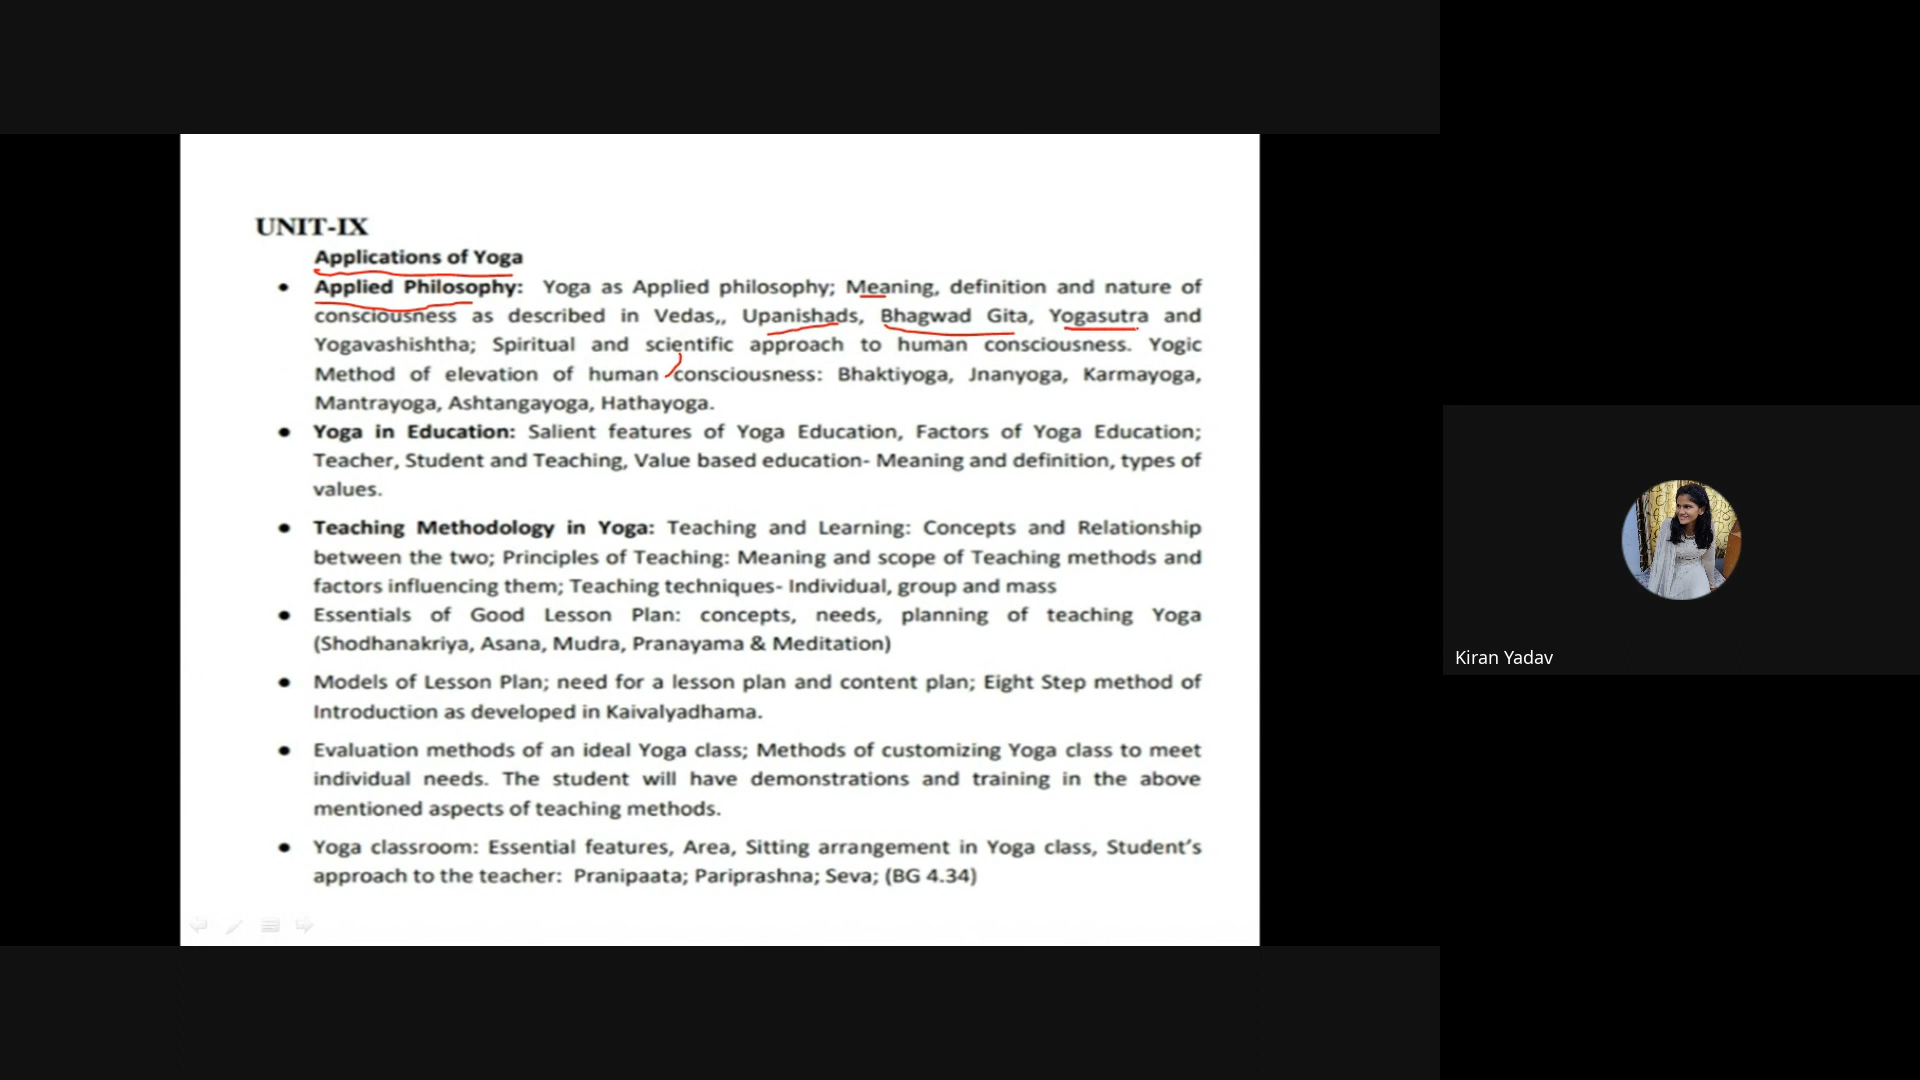 UNIT-IX
Applications of Yoga
● Applied Philosophy: Yoga as Applied philosophy; Meaning, definition and nature of
consciousness as described in Vedas,, Upanishads, Bhagwad Gita, Yogasutra and
Yogavashishtha; Spiritual and scientific approach to human consciousness. Yogic
Method of elevation of human consciousness: Bhaktiyoga, Jnanyoga, Karmayoga,
Mantrayoga, Ashtangayoga, Hathayoga.
● Yoga in Education: Salient features of Yoga Education, Factors of Yoga Education;
Teacher, Student and Teaching, Value based education- Meaning and definition, types of
values.
● Teaching Methodology in Yoga: Teaching and Learning: Concepts and Relationship
between the two; Principles of Teaching: Meaning and scope of Teaching methods and
factors influencing them; Teaching techniques- Individual, group and mass
● Essentials of Good Lesson Plan: concepts, needs, planning of teaching Yoga
(Shodhanakriya, Asana, Mudra, Pranayama & Meditation)
● Models of Lesson Plan; need for a lesson plan and content plan; Eight Step method of
Introduction as developed in Kaivalyadhama.
● Evaluation methods of an ideal Yoga class; Methods of customizing Yoga class to meet
individual needs. The student will have demonstrations and training in the above
mentioned aspects of teaching methods.
● Yoga classroom: Essential features, Area, Sitting arrangement in Yoga class, Student’s
approach to the teacher: Pranipaata; Pariprashna; Seva; (BG 4.34)
Kiran Yadav